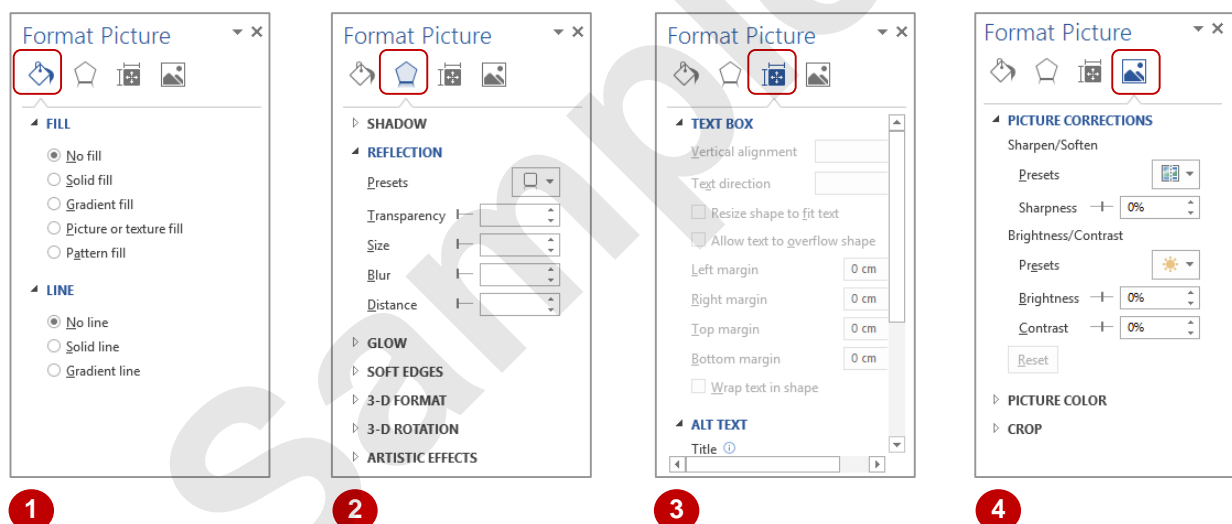 Format Picture
FILL
No fill
Solid fill
Gradient fill
Picture or texture fill
Pattern fill
LINE
No line
Solid line
Gradient line
1
Format Picture
SHADOW
REFLECTION
Presets
Transparency
Size
Blur
Distance
GLOW
SOFT EDGES
3-D FORMAT
3-D ROTATION
ARTISTIC EFFECTS
2
Format Picture
TEXT BOX
Vertical alignment
Text direction
Resize shape to fit text
Allow text to overflow shape
Left margin 0 cm
Right margin 0 cm
Top margin 0 cm
Bottom margin 0 cm
Wrap text in shape
ALT TEXT
Title
3
Format Picture
PICTURE CORRECTIONS
Sharpen/Soften
Presets
Sharpness 0%
Brightness/Contrast
Presets
Brightness 0%
Contrast 0%
Reset
PICTURE COLOR
CROP
4
Sample